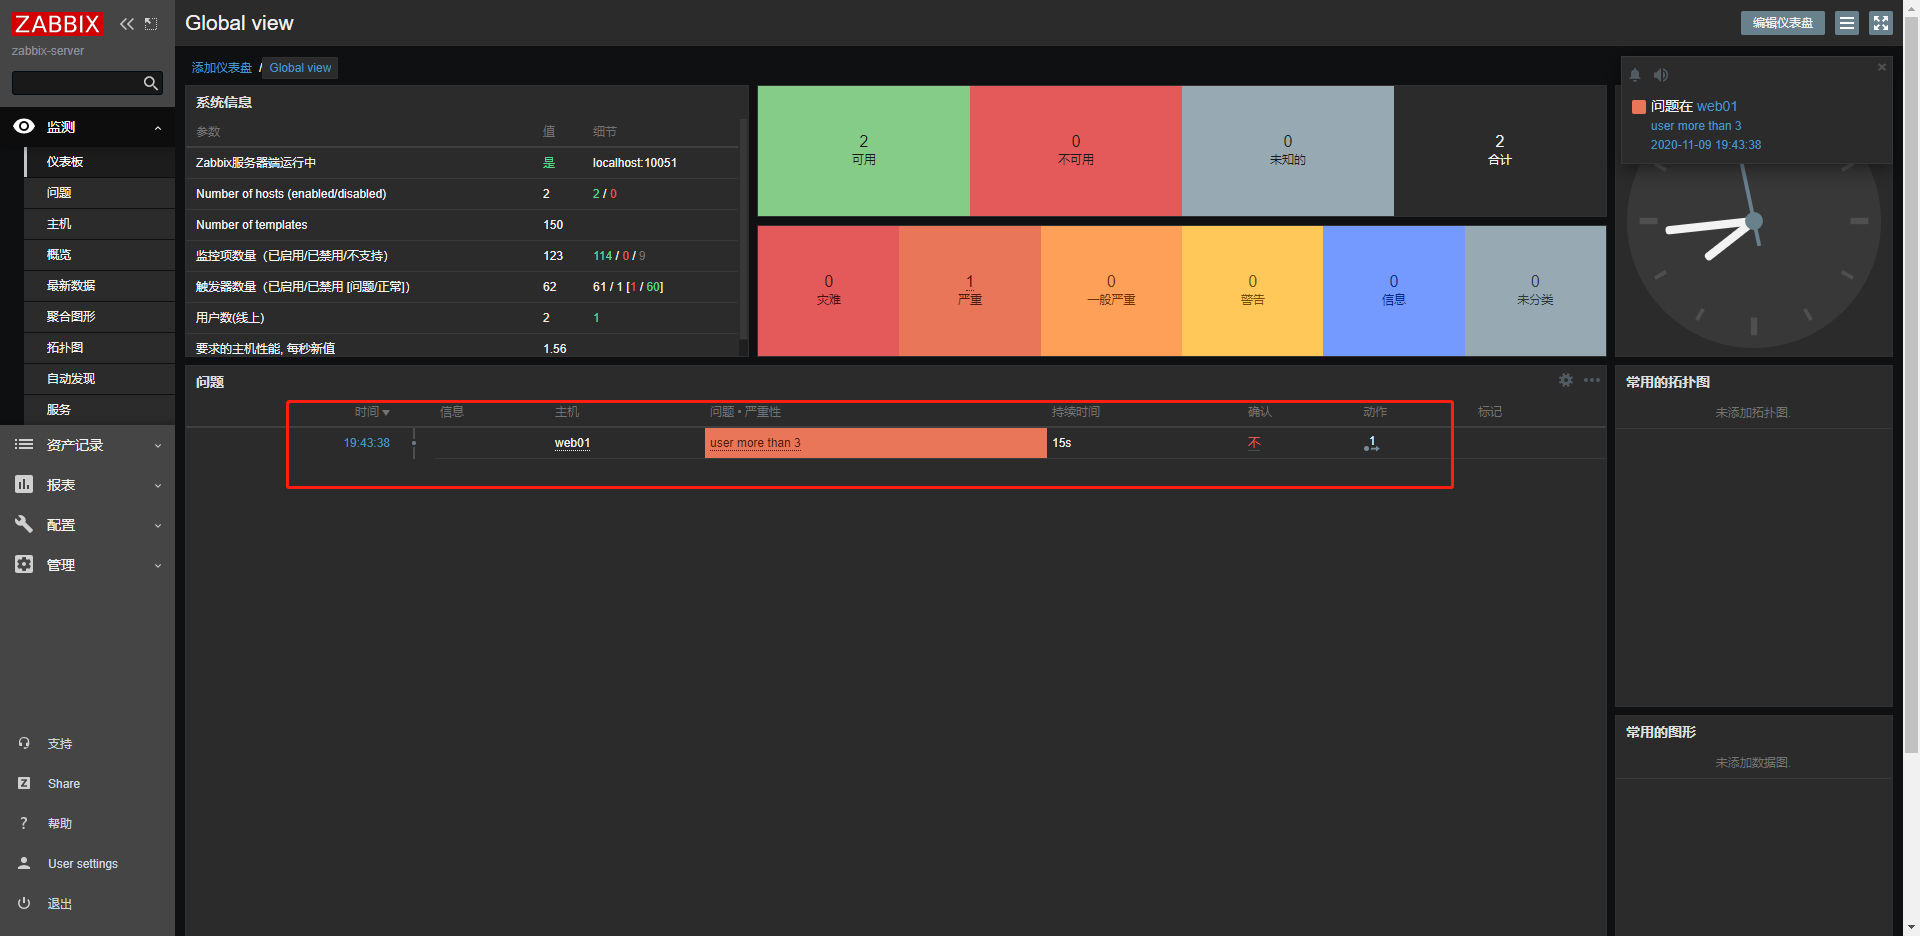 ZABBIX
zabbix-server
监测
仪表板
问题
主机
概览
最新数据
聚合图形
拓扑图
自动发现
服务
资产记录
报表
配置
管理
支持
Share
帮助
User settings
退出
Global view
编辑仪表盘
添加仪表盘 / Global view
系统信息
参数 值 细节
Zabbix服务器端运行中 是 localhost:10051
Number of hosts (enabled/disabled) 2 2 / 0
Number of templates 150
监控项数量（已启用/已禁用/不支持） 123 114 / 0 / 9
触发器数量（已启用/已禁用 [问题/正常]） 62 61 / 1 [1 / 60]
用户数(线上) 2 1
要求的主机性能, 每秒新值 1.56
2 0 0 2
可用 不可用 未知的 合计
0 1 0 0 0 0
灾难 严重 一般严重 警告 信息 未分类
问题在 web01
user more than 3
2020-11-09 19:43:38
问题
时间 信息 主机 问题 • 严重性 持续时间 确认 动作 标记
19:43:38 web01 user more than 3 15s 不 1
常用的拓扑图
未添加拓扑图.
常用的图形
未添加数据图.